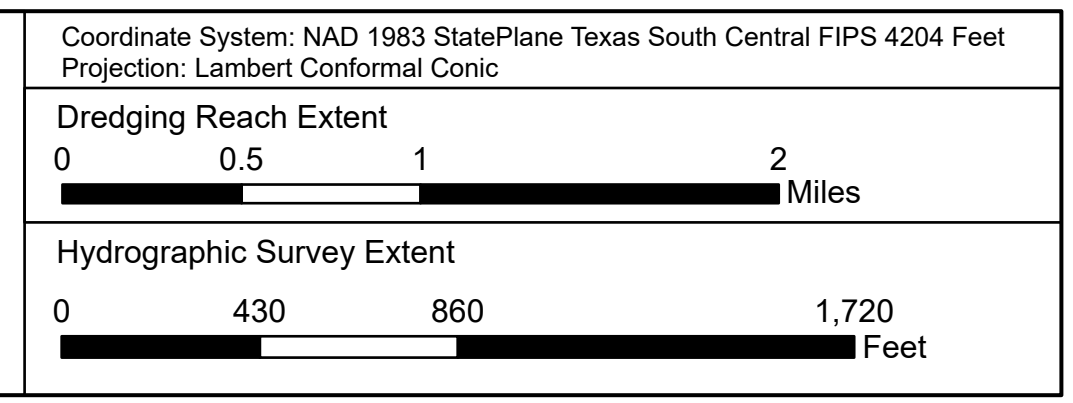 Coordinate System: NAD 1983 StatePlane Texas South Central FIPS 4204 Feet
Projection: Lambert Conformal Conic
Dredging Reach Extent
0 0.5 1 2
Miles
Hydrographic Survey Extent
0 430 860 1,720
Feet